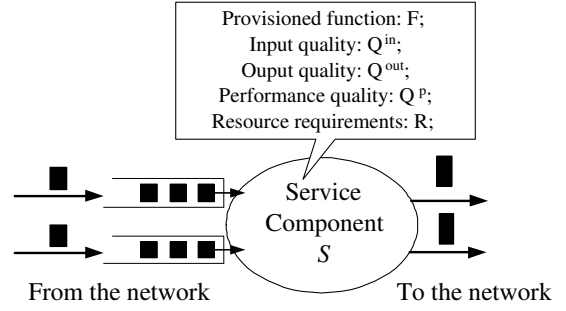 Provisioned function: F;
Input quality: Q^in;
Ouput quality: Q^out;
Performance quality: Q^p;
Resource requirements: R;
Service
Component
S
From the network
To the network